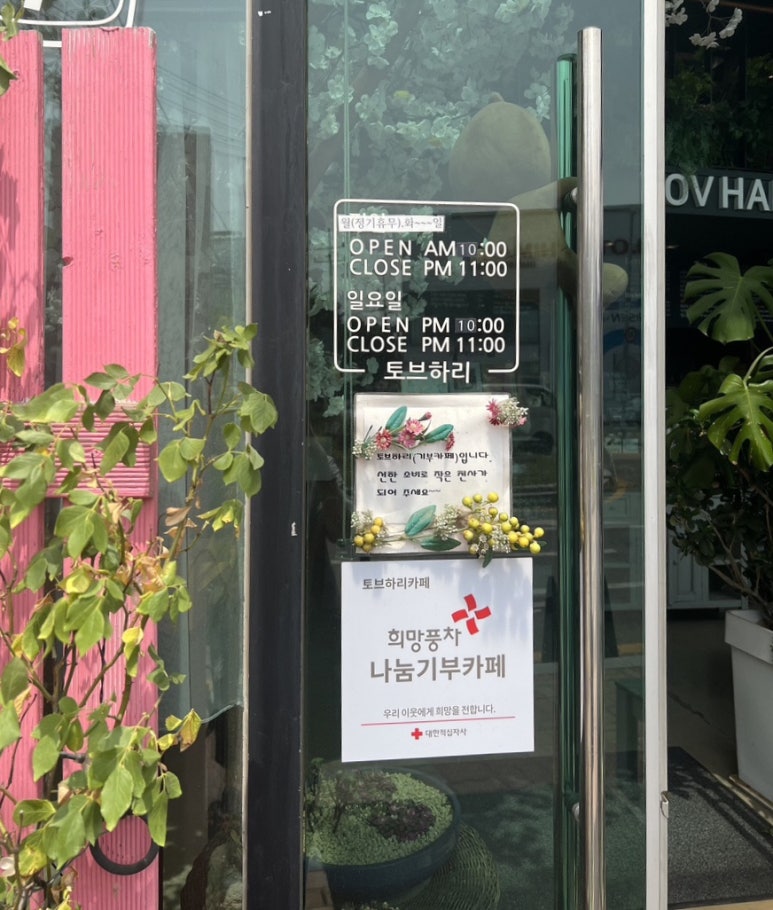 월(정기휴무),화~~~일
OPEN AM 10:00
CLOSE PM 11:00
일요일
OPEN PM 10:00
CLOSE PM 11:00
토브하리
OV HA
토브하리(기부카페)입니다.
선한 소비로 작은 천사가
되어 주세요~~
토브하리카페
희망풍차
나눔기부카페
우리 이웃에게 희망을 전합니다.
대한적십자사